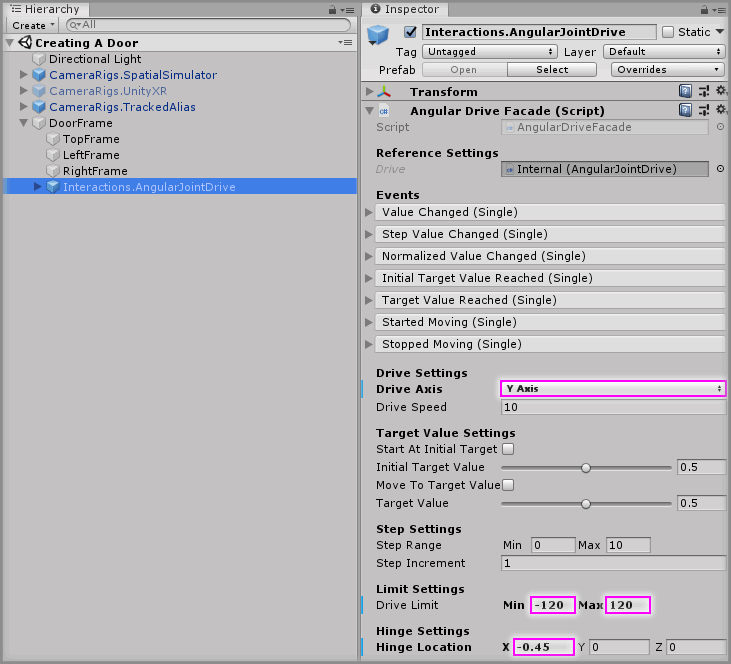 Hierarchy
Create
All
Creating A Door
Directional Light
CameraRigs.SpatialSimulator
CameraRigs.UnityXR
CameraRigs.TrackedAlias
DoorFrame
TopFrame
LeftFrame
RightFrame
Interactions.AngularJointDrive
Inspector
Interactions.AngularJointDrive Static
Tag Untagged Layer Default
Prefab Open Select Overrides
Transform
Angular Drive Facade (Script)
Script AngularDriveFacade
Reference Settings
Drive Internal (AngularJointDrive)
Events
Value Changed (Single)
Step Value Changed (Single)
Normalized Value Changed (Single)
Initial Target Value Reached (Single)
Target Value Reached (Single)
Started Moving (Single)
Stopped Moving (Single)
Drive Settings
Drive Axis Y Axis
Drive Speed 10
Target Value Settings
Start At Initial Target
Initial Target Value 0.5
Move To Target Value
Target Value 0.5
Step Settings
Step Range Min 0 Max 10
Step Increment 1
Limit Settings
Drive Limit Min -120 Max 120
Hinge Settings
Hinge Location X -0.45 Y 0 Z 0